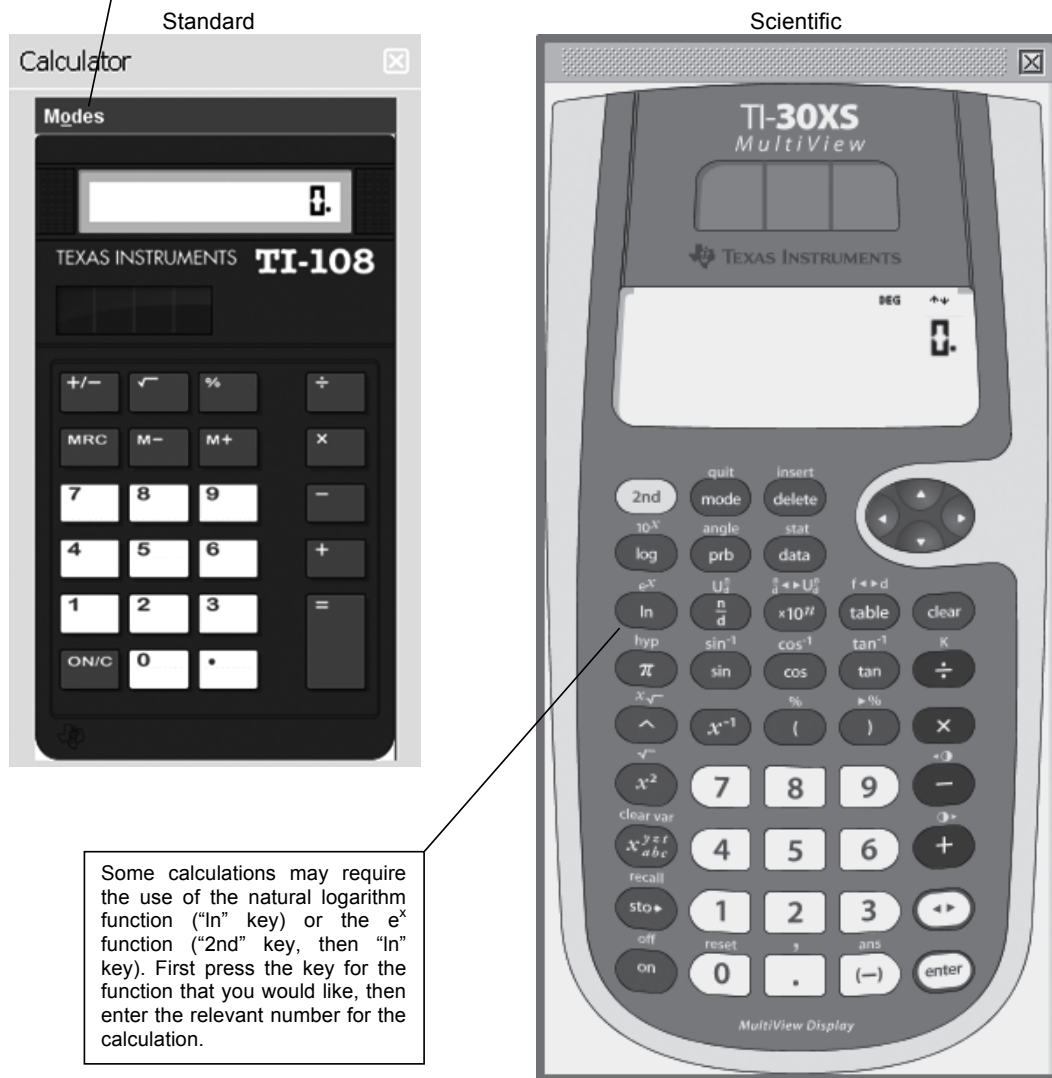 Standard
Calculator
Modes
0.
TEXAS INSTRUMENTS TI-108
+/− √ % ÷
MRC M− M+ ×
7 8 9 −
4 5 6 +
1 2 3 =
ON/C 0 •
Some calculations may require
the use of the natural logarithm
function (“ln” key) or the eˣ
function (“2nd” key, then “ln”
key). First press the key for the
function that you would like, then
enter the relevant number for the
calculation.
Scientific
TI-30XS
MultiView
TEXAS INSTRUMENTS
DEG
0.
quit insert
2nd mode delete
10ˣ angle stat
log prb data
eˣ U n/d n/d ◄► U n/d f ◄► d
ln n/d ×10ⁿ table clear
hyp sin⁻¹ cos⁻¹ tan⁻¹ K
π sin cos tan ÷
ˣ√ % ►%
^ x⁻¹ ( ) ×
√
x² 7 8 9 −
clear var
x yzt abc 4 5 6 +
recall
sto► 1 2 3 ◄►
off reset , ans
on 0 . (−) enter
MultiView Display